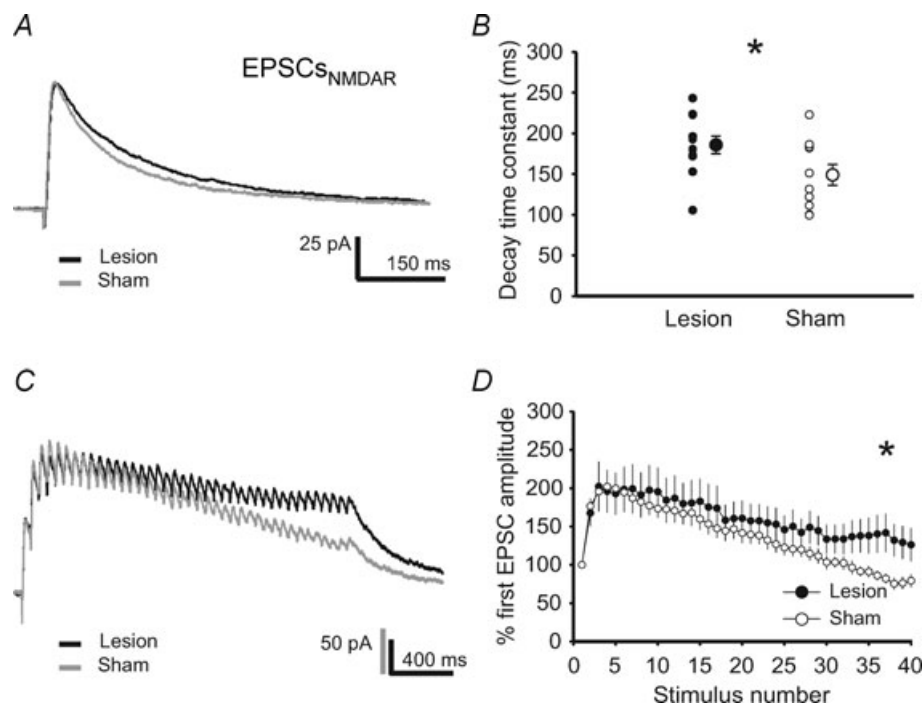 A
EPSCsNMDAR
Lesion
Sham
25 pA
150 ms
B
*
Decay time constant (ms)
300
250
200
150
100
50
0
Lesion
Sham
C
Lesion
Sham
50 pA
400 ms
D
*
% first EPSC amplitude
300
250
200
150
100
50
0
Lesion
Sham
0 5 10 15 20 25 30 35 40
Stimulus number